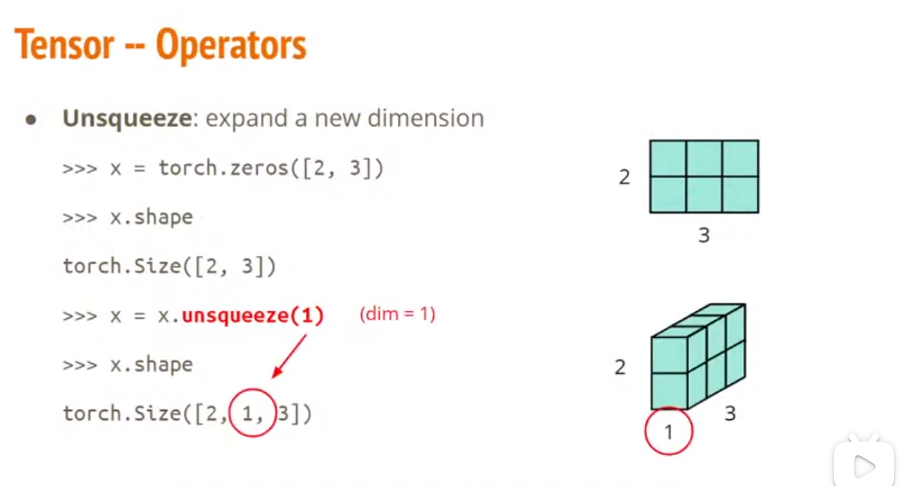 Tensor -- Operators
● Unsqueeze: expand a new dimension
>>> x = torch.zeros([2, 3])
>>> x.shape
torch.Size([2, 3])
>>> x = x.unsqueeze(1) (dim = 1)
>>> x.shape
torch.Size([2, 1, 3])
2
3
2
3
1